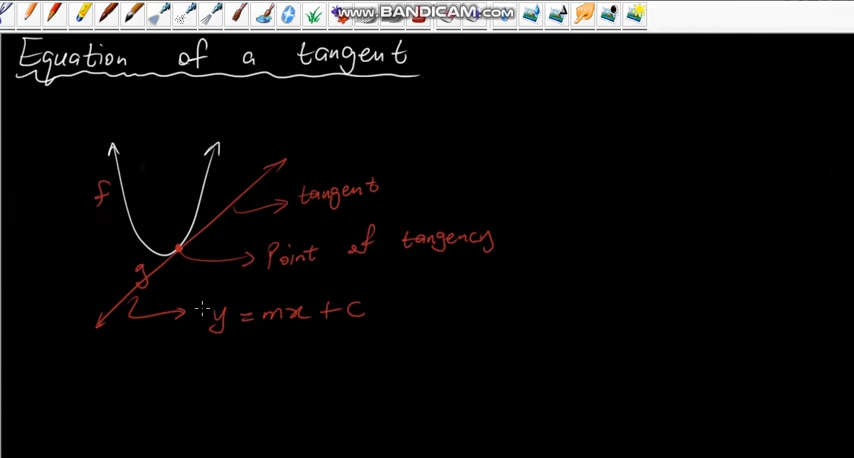 www.BANDICAM.com
Equation of a tangent
f
tangent
Point of tangency
g
y = mx + c